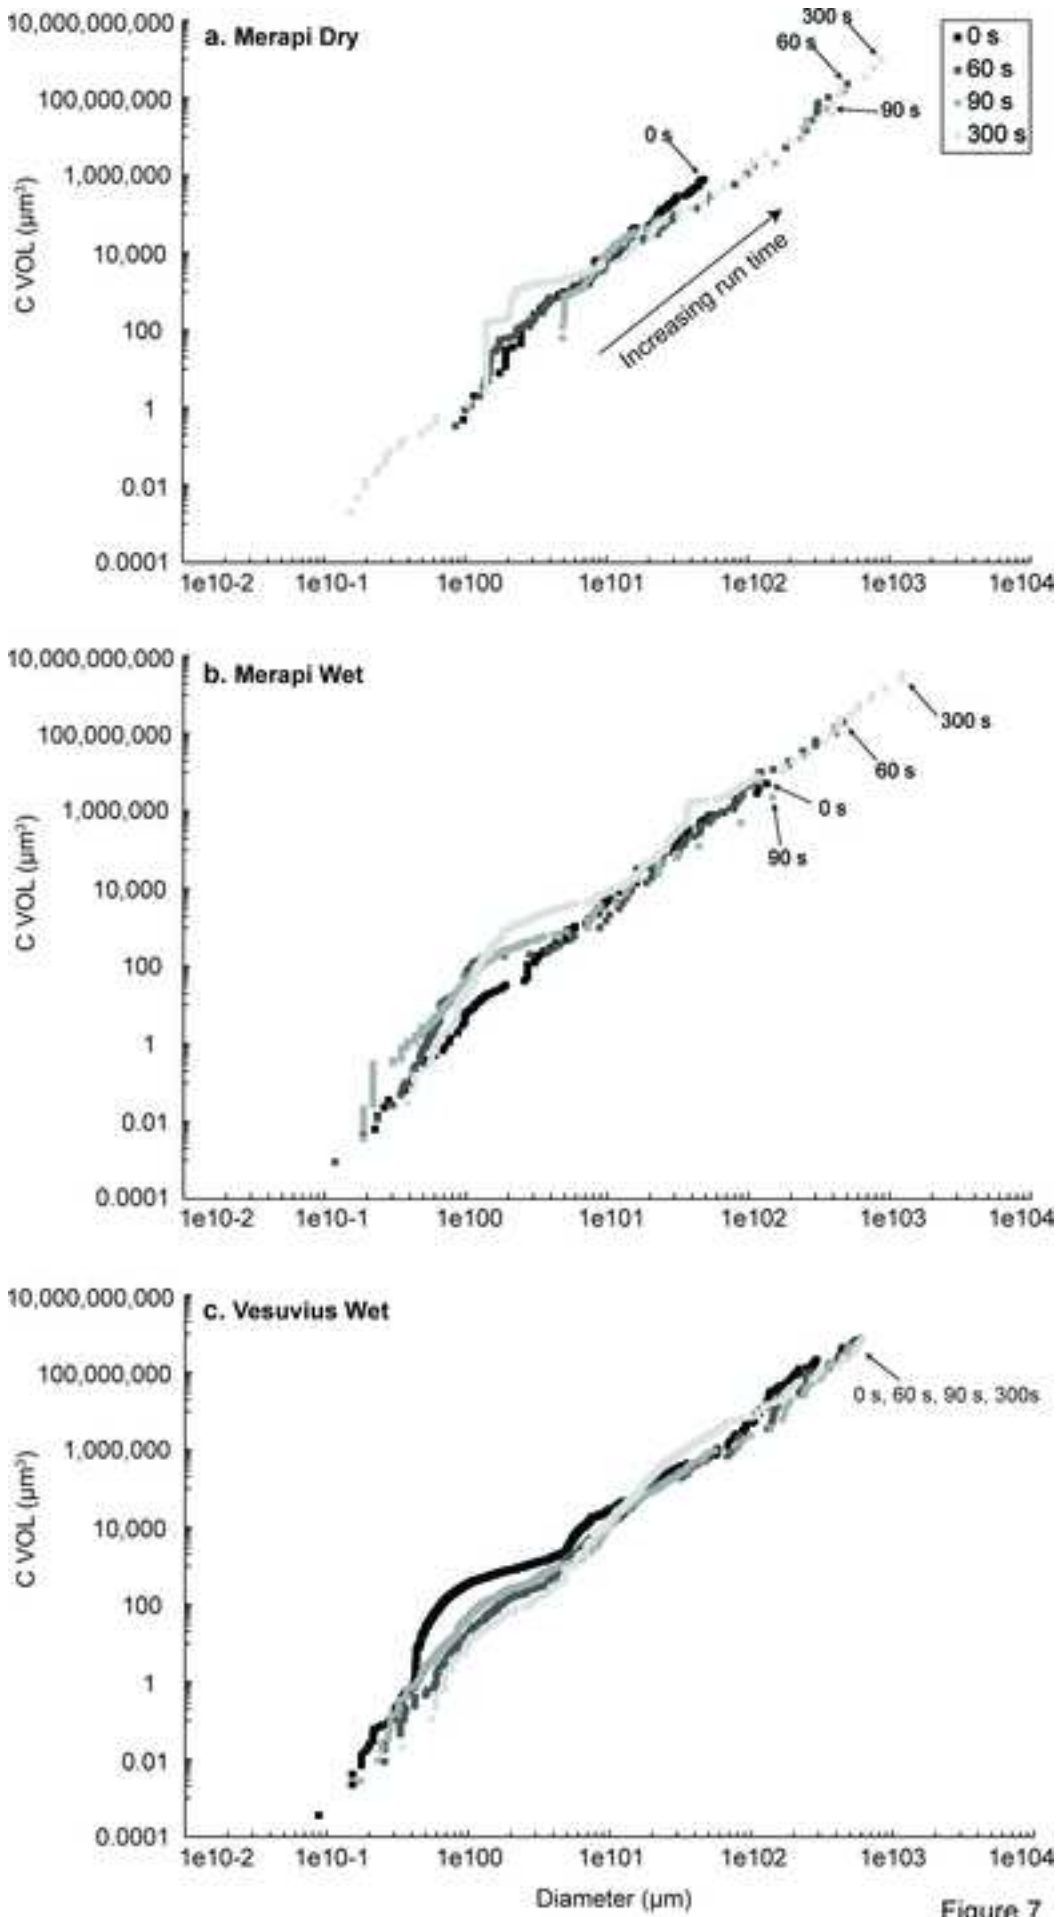 a. Merapi Dry
10,000,000,000
100,000,000
1,000,000
10,000
100
1
0.01
0.0001
C VOL (µm³)
300 s
60 s
90 s
0 s
0 s
60 s
90 s
300 s
Increasing run time
1e10-2 1e10-1 1e100 1e101 1e102 1e103 1e104
b. Merapi Wet
10,000,000,000
100,000,000
1,000,000
10,000
100
1
0.01
0.0001
C VOL (µm³)
300 s
60 s
0 s
90 s
1e10-2 1e10-1 1e100 1e101 1e102 1e103 1e104
c. Vesuvius Wet
10,000,000,000
100,000,000
1,000,000
10,000
100
1
0.01
0.0001
C VOL (µm³)
0 s, 60 s, 90 s, 300s
1e10-2 1e10-1 1e100 1e101 1e102 1e103 1e104
Diameter (µm)
Figure 7